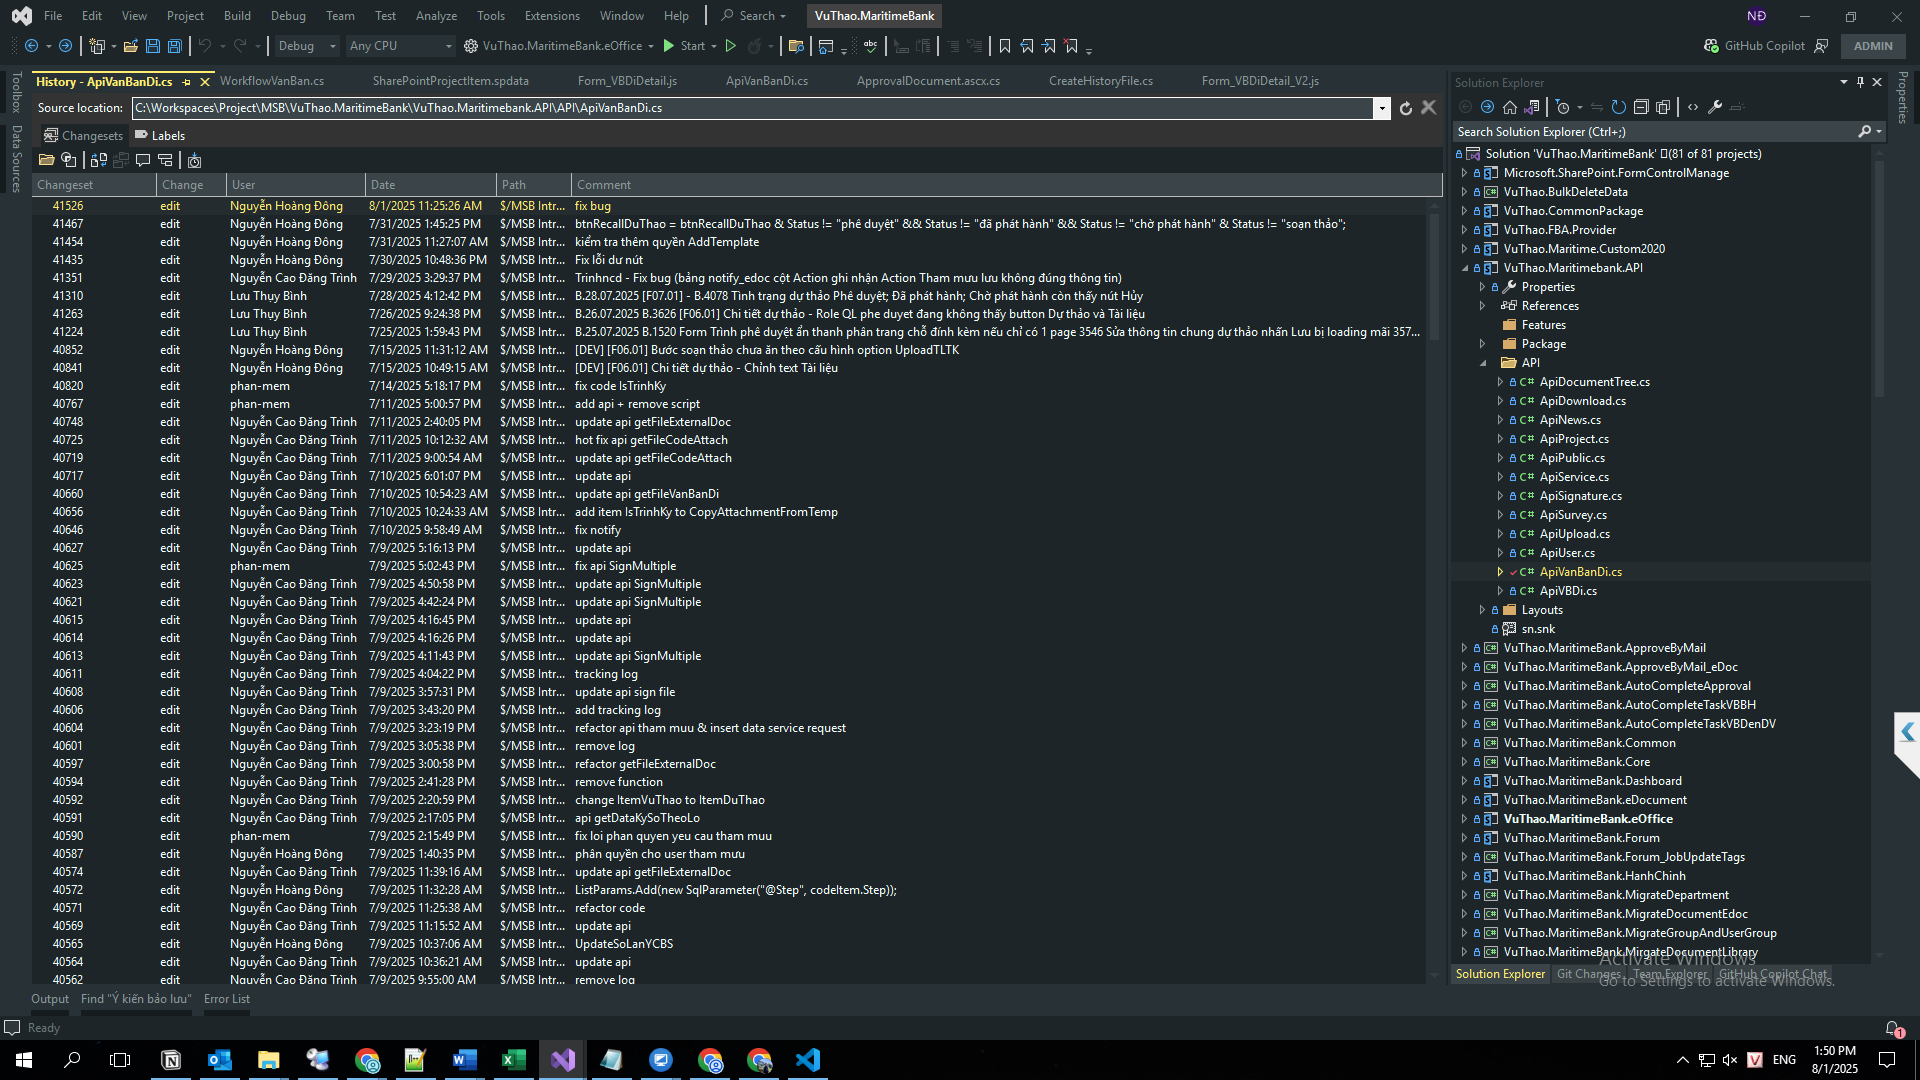 File Edit View Project Build Debug Team Test Analyze Tools Extensions Window Help Search VuThao.MaritimeBank NĐ
Debug Any CPU VuThao.MaritimeBank.eOffice Start GitHub Copilot ADMIN
Toolbox
Data Sources
History - ApiVanBanDi.cs WorkflowVanBan.cs SharePointProjectItem.spdata Form_VBDiDetail.js ApiVanBanDi.cs ApprovalDocument.ascx.cs CreateHistoryFile.cs Form_VBDiDetail_V2.js
Source location: C:\Workspaces\Project\MSB\VuThao.MaritimeBank\VuThao.Maritimebank.API\API\ApiVanBanDi.cs
Changesets Labels
Changeset Change User Date Path Comment
41526 edit Nguyễn Hoàng Đông 8/1/2025 11:25:26 AM $/MSB Intr... fix bug
41467 edit Nguyễn Hoàng Đông 7/31/2025 1:45:25 PM $/MSB Intr... btnRecallDuThao = btnRecallDuThao & Status != "phê duyệt" && Status != "đã phát hành" && Status != "chờ phát hành" & Status != "soạn thảo";
41454 edit Nguyễn Hoàng Đông 7/31/2025 11:27:07 AM $/MSB Intr... kiểm tra thêm quyền AddTemplate
41435 edit Nguyễn Hoàng Đông 7/30/2025 10:48:36 PM $/MSB Intr... Fix lỗi dư nút
41351 edit Nguyễn Cao Đăng Trình 7/29/2025 3:29:37 PM $/MSB Intr... Trinhncd - Fix bug (bảng notify_edoc cột Action ghi nhận Action Tham mưu lưu không đúng thông tin)
41310 edit Lưu Thụy Bình 7/28/2025 4:12:42 PM $/MSB Intr... B.28.07.2025 [F07.01] - B.4078 Tình trạng dự thảo Phê duyệt; Đã phát hành; Chờ phát hành còn thấy nút Hủy
41263 edit Lưu Thụy Bình 7/26/2025 9:24:38 PM $/MSB Intr... B.26.07.2025 B.3626 [F06.01] Chi tiết dự thảo - Role QL phe duyet đang không thấy button Dự thảo và Tài liệu
41224 edit Lưu Thụy Bình 7/25/2025 1:59:43 PM $/MSB Intr... B.25.07.2025 B.1520 Form Trình phê duyệt ẩn thanh phân trang chỗ đính kèm nếu chỉ có 1 page 3546 Sửa thông tin chung dự thảo nhấn Lưu bị loading mãi 357...
40852 edit Nguyễn Hoàng Đông 7/15/2025 11:31:12 AM $/MSB Intr... [DEV] [F06.01] Bước soạn thảo chưa ăn theo cấu hình option UploadTLTK
40841 edit Nguyễn Hoàng Đông 7/15/2025 10:49:15 AM $/MSB Intr... [DEV] [F06.01] Chi tiết dự thảo - Chỉnh text Tài liệu
40820 edit phan-mem 7/14/2025 5:18:17 PM $/MSB Intr... fix code IsTrinhKy
40767 edit phan-mem 7/11/2025 5:00:57 PM $/MSB Intr... add api + remove script
40748 edit Nguyễn Cao Đăng Trình 7/11/2025 2:40:05 PM $/MSB Intr... update api getFileExternalDoc
40725 edit Nguyễn Cao Đăng Trình 7/11/2025 10:12:32 AM $/MSB Intr... hot fix api getFileCodeAttach
40719 edit Nguyễn Cao Đăng Trình 7/11/2025 9:00:54 AM $/MSB Intr... update api getFileCodeAttach
40717 edit Nguyễn Cao Đăng Trình 7/10/2025 6:01:07 PM $/MSB Intr... update api
40660 edit Nguyễn Cao Đăng Trình 7/10/2025 10:54:23 AM $/MSB Intr... update api getFileVanBanDi
40656 edit Nguyễn Cao Đăng Trình 7/10/2025 10:24:33 AM $/MSB Intr... add item IsTrinhKy to CopyAttachmentFromTemp
40646 edit Nguyễn Cao Đăng Trình 7/10/2025 9:58:49 AM $/MSB Intr... fix notify
40627 edit Nguyễn Cao Đăng Trình 7/9/2025 5:16:13 PM $/MSB Intr... update api
40625 edit phan-mem 7/9/2025 5:02:43 PM $/MSB Intr... fix api SignMultiple
40623 edit Nguyễn Cao Đăng Trình 7/9/2025 4:50:58 PM $/MSB Intr... update api SignMultiple
40621 edit Nguyễn Cao Đăng Trình 7/9/2025 4:42:24 PM $/MSB Intr... update api SignMultiple
40615 edit Nguyễn Cao Đăng Trình 7/9/2025 4:16:45 PM $/MSB Intr... update api
40614 edit Nguyễn Cao Đăng Trình 7/9/2025 4:16:26 PM $/MSB Intr... update api
40613 edit Nguyễn Cao Đăng Trình 7/9/2025 4:11:43 PM $/MSB Intr... update api SignMultiple
40611 edit Nguyễn Cao Đăng Trình 7/9/2025 4:04:22 PM $/MSB Intr... tracking log
40608 edit Nguyễn Cao Đăng Trình 7/9/2025 3:57:31 PM $/MSB Intr... update api sign file
40606 edit Nguyễn Cao Đăng Trình 7/9/2025 3:43:20 PM $/MSB Intr... add tracking log
40604 edit Nguyễn Cao Đăng Trình 7/9/2025 3:23:19 PM $/MSB Intr... refactor api tham muu & insert data service request
40601 edit Nguyễn Cao Đăng Trình 7/9/2025 3:05:38 PM $/MSB Intr... remove log
40597 edit Nguyễn Cao Đăng Trình 7/9/2025 3:00:58 PM $/MSB Intr... refactor getFileExternalDoc
40594 edit Nguyễn Cao Đăng Trình 7/9/2025 2:41:28 PM $/MSB Intr... remove function
40592 edit Nguyễn Cao Đăng Trình 7/9/2025 2:20:59 PM $/MSB Intr... change ItemVuThao to ItemDuThao
40591 edit Nguyễn Cao Đăng Trình 7/9/2025 2:17:05 PM $/MSB Intr... api getDataKySoTheoLo
40590 edit phan-mem 7/9/2025 2:15:49 PM $/MSB Intr... fix loi phan quyen yeu cau tham muu
40587 edit Nguyễn Hoàng Đông 7/9/2025 1:40:35 PM $/MSB Intr... phân quyền cho user tham mưu
40574 edit Nguyễn Cao Đăng Trình 7/9/2025 11:39:16 AM $/MSB Intr... update api getFileExternalDoc
40572 edit Nguyễn Hoàng Đông 7/9/2025 11:32:28 AM $/MSB Intr... ListParams.Add(new SqlParameter("@Step", codeItem.Step));
40571 edit Nguyễn Cao Đăng Trình 7/9/2025 11:25:38 AM $/MSB Intr... refactor code
40569 edit Nguyễn Cao Đăng Trình 7/9/2025 11:15:52 AM $/MSB Intr... update api
40565 edit Nguyễn Hoàng Đông 7/9/2025 10:37:06 AM $/MSB Intr... UpdateSoLanYCBS
40564 edit Nguyễn Cao Đăng Trình 7/9/2025 10:36:21 AM $/MSB Intr... update api
40562 edit Nguyễn Cao Đăng Trình 7/9/2025 9:55:00 AM $/MSB Intr... remove log
Output Find "Ý kiến bảo lưu" Error List
Ready
Solution Explorer
Properties
Search Solution Explorer (Ctrl+;)
Solution 'VuThao.MaritimeBank' (81 of 81 projects)
Microsoft.SharePoint.FormControlManage
VuThao.BulkDeleteData
VuThao.CommonPackage
VuThao.FBA.Provider
VuThao.Maritime.Custom2020
VuThao.Maritimebank.API
Properties
References
Features
Package
API
ApiDocumentTree.cs
ApiDownload.cs
ApiNews.cs
ApiProject.cs
ApiPublic.cs
ApiService.cs
ApiSignature.cs
ApiSurvey.cs
ApiUpload.cs
ApiUser.cs
ApiVanBanDi.cs
ApiVBDi.cs
Layouts
sn.snk
VuThao.MaritimeBank.ApproveByMail
VuThao.MaritimeBank.ApproveByMail_eDoc
VuThao.MaritimeBank.AutoCompleteApproval
VuThao.MaritimeBank.AutoCompleteTaskVBBH
VuThao.MaritimeBank.AutoCompleteTaskVBDenDV
VuThao.MaritimeBank.Common
VuThao.MaritimeBank.Core
VuThao.MaritimeBank.Dashboard
VuThao.MaritimeBank.eDocument
VuThao.MaritimeBank.eOffice
VuThao.MaritimeBank.Forum
VuThao.MaritimeBank.Forum_JobUpdateTags
VuThao.MaritimeBank.HanhChinh
VuThao.MaritimeBank.MigrateDepartment
VuThao.MaritimeBank.MigrateDocumentEdoc
VuThao.MaritimeBank.MigrateGroupAndUserGroup
VuThao.MaritimeBank.MigrateDocumentLibrary
Activate Windows
Solution Explorer Git Changes Team Explorer GitHub Copilot Chat
Go to Settings to activate Windows.
ENG 1:50 PM
8/1/2025